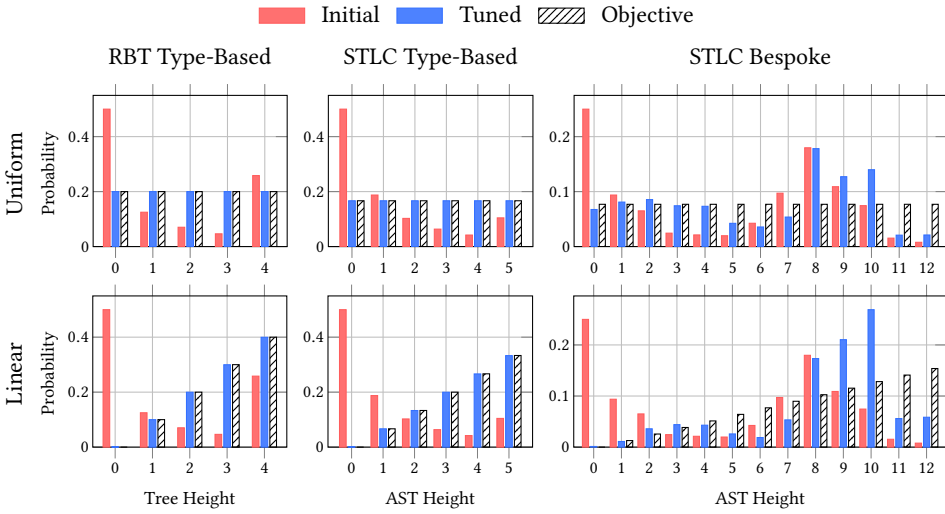 Initial Tuned Objective
RBT Type-Based STLC Type-Based STLC Bespoke
Uniform
Probability
0.4
0.2
0
0 1 2 3 4
0.4
0.2
0
0 1 2 3 4 5
0.2
0.1
0
0 1 2 3 4 5 6 7 8 9 10 11 12
Linear
Probability
0.4
0.2
0
0 1 2 3 4
Tree Height
0.4
0.2
0
0 1 2 3 4 5
AST Height
0.2
0.1
0
0 1 2 3 4 5 6 7 8 9 10 11 12
AST Height